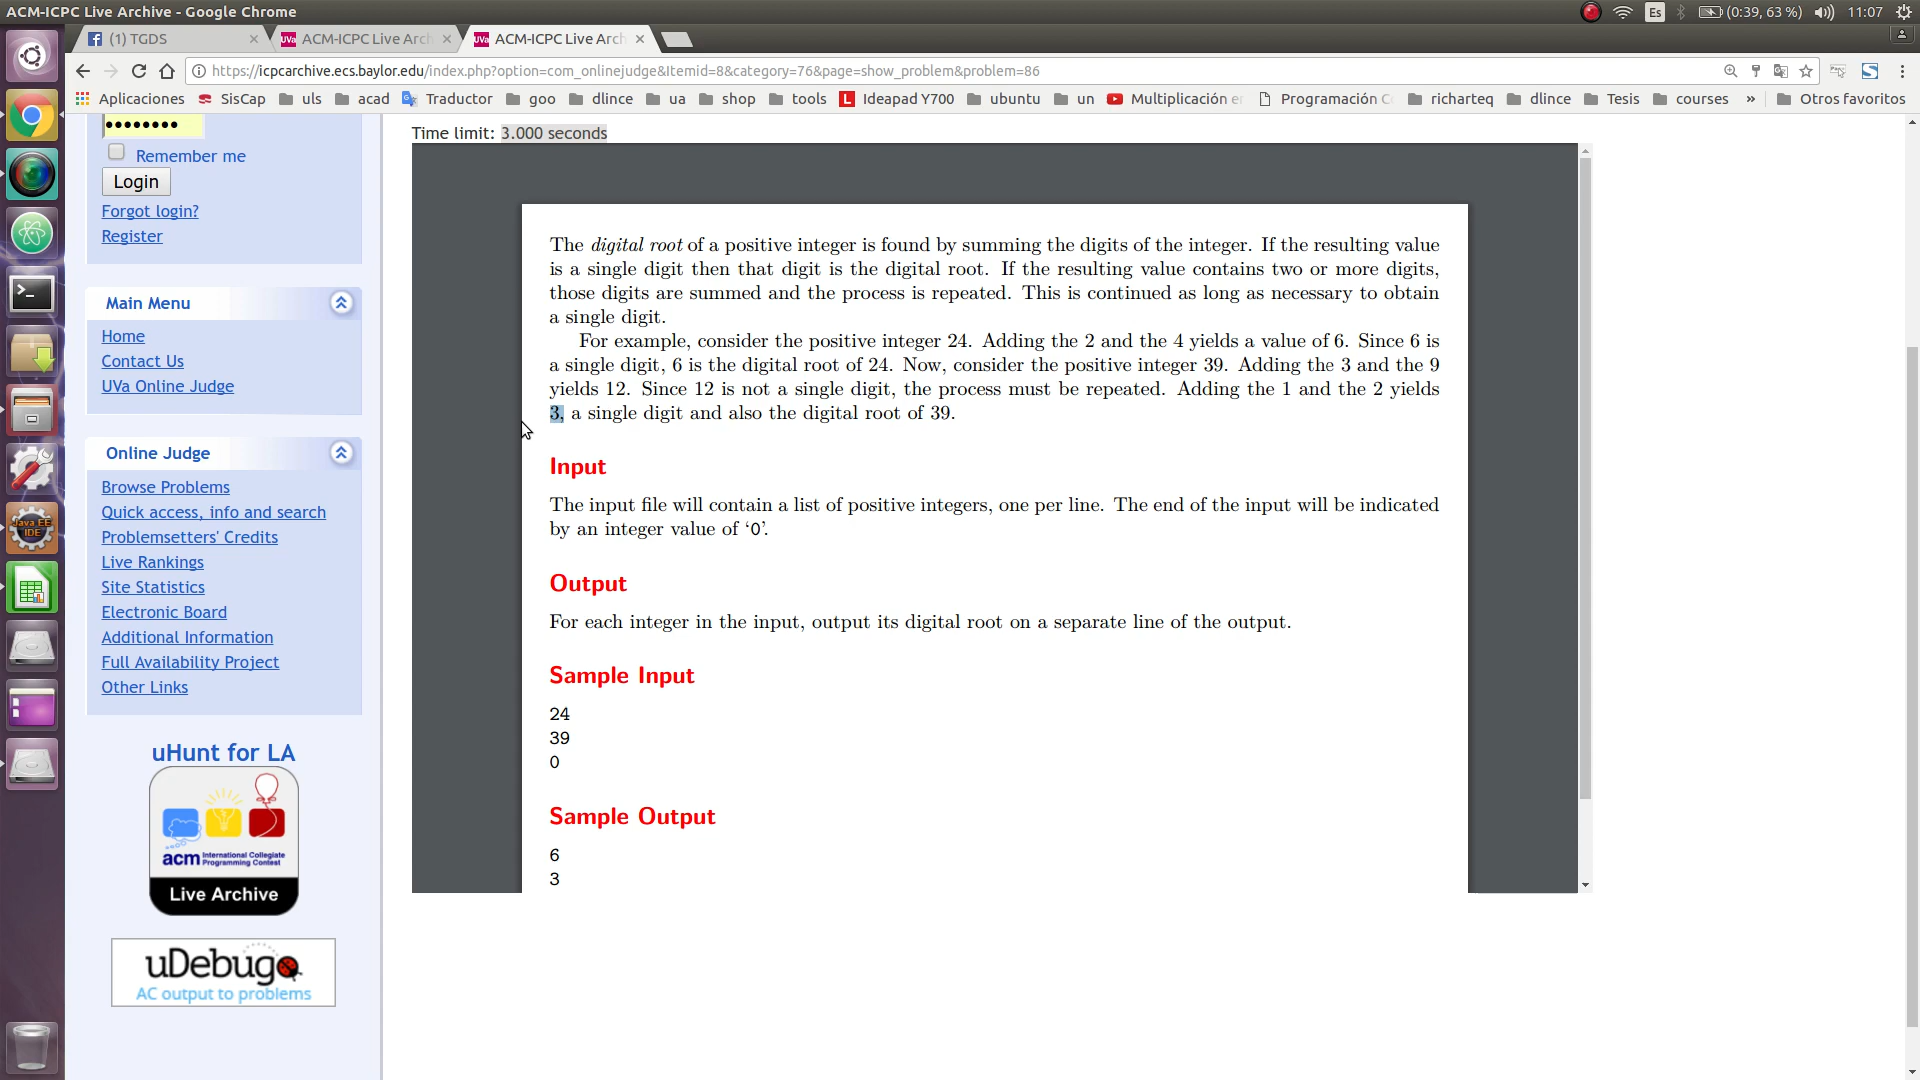 ACM-ICPC Live Archive - Google Chrome
Es
(0:39, 63 %)
11:07
(1) TGDS
ACM-ICPC Live Arch
ACM-ICPC Live Arch
https://icpcarchive.ecs.baylor.edu/index.php?option=com_onlinejudge&Itemid=8&category=76&page=show_problem&problem=86
Aplicaciones
SisCap
uls
acad
Traductor
goo
dlince
ua
shop
tools
Ideapad Y700
ubuntu
un
Multiplicación e
Programación C
richarteq
dlince
Tesis
courses
»
Otros favoritos
Remember me
Login
Forgot login?
Register
Main Menu
Home
Contact Us
UVa Online Judge
Online Judge
Browse Problems
Quick access, info and search
Problemsetters' Credits
Live Rankings
Site Statistics
Electronic Board
Additional Information
Full Availability Project
Other Links
uHunt for LA
acm International Collegiate Programming Contest
Live Archive
uDebug
AC output to problems
Java EE
IDE
Time limit: 3.000 seconds
The digital root of a positive integer is found by summing the digits of the integer. If the resulting value
is a single digit then that digit is the digital root. If the resulting value contains two or more digits,
those digits are summed and the process is repeated. This is continued as long as necessary to obtain
a single digit.
For example, consider the positive integer 24. Adding the 2 and the 4 yields a value of 6. Since 6 is
a single digit, 6 is the digital root of 24. Now, consider the positive integer 39. Adding the 3 and the 9
yields 12. Since 12 is not a single digit, the process must be repeated. Adding the 1 and the 2 yields
3, a single digit and also the digital root of 39.
Input
The input file will contain a list of positive integers, one per line. The end of the input will be indicated
by an integer value of ‘0’.
Output
For each integer in the input, output its digital root on a separate line of the output.
Sample Input
24
39
0
Sample Output
6
3